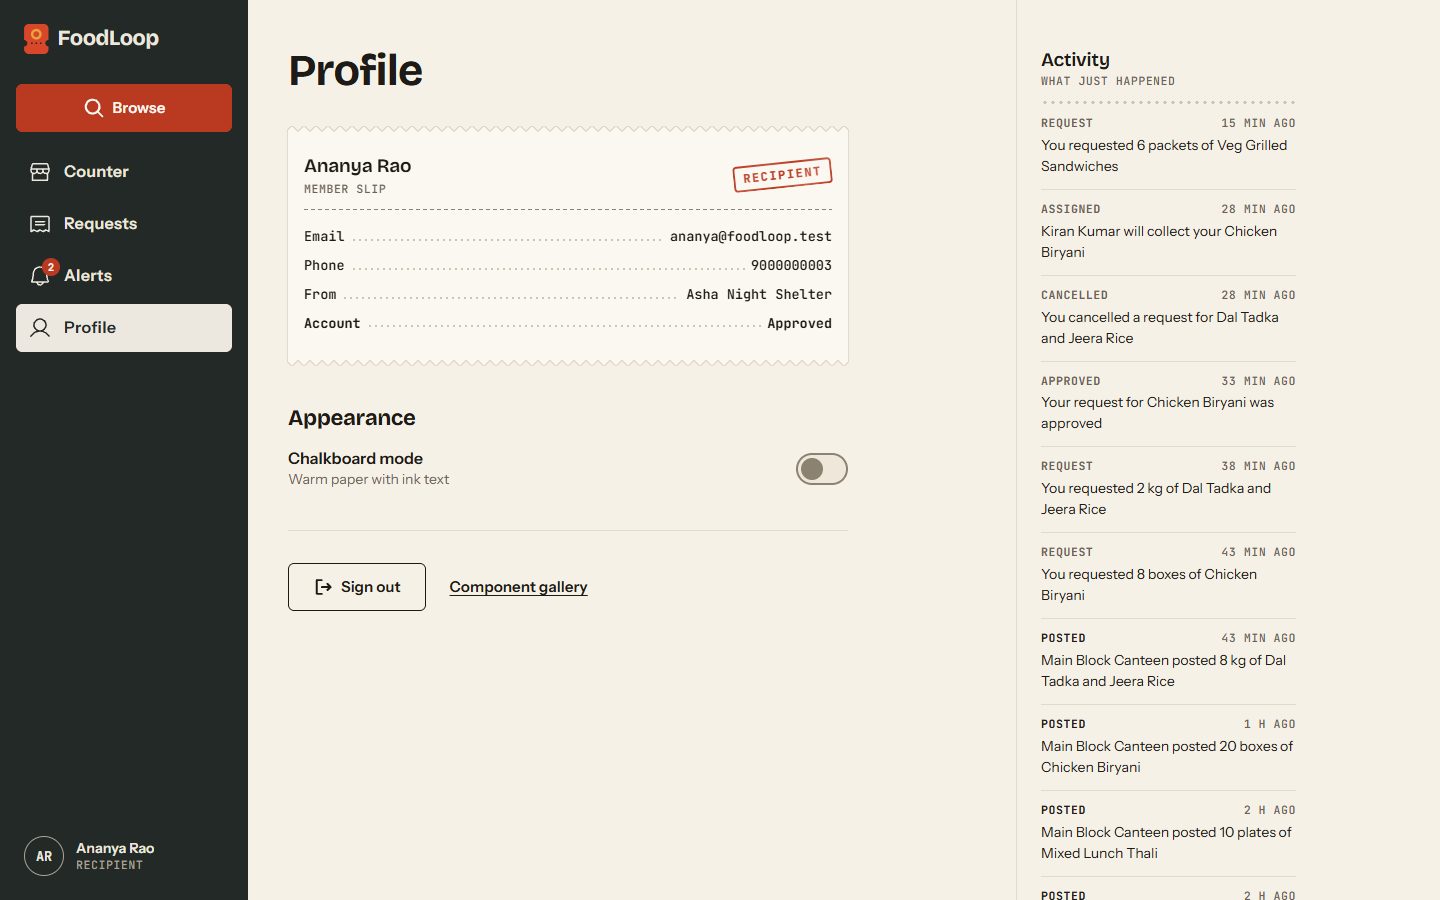 FoodLoop
Browse
Counter
Requests
2
Alerts
Profile
AR
Ananya Rao
RECIPIENT
Profile
Ananya Rao
MEMBER SLIP
RECIPIENT
Email ananya@foodloop.test
Phone 9000000003
From Asha Night Shelter
Account Approved
Appearance
Chalkboard mode
Warm paper with ink text
Sign out
Component gallery
Activity
WHAT JUST HAPPENED
REQUEST 15 MIN AGO
You requested 6 packets of Veg Grilled
Sandwiches
ASSIGNED 28 MIN AGO
Kiran Kumar will collect your Chicken
Biryani
CANCELLED 28 MIN AGO
You cancelled a request for Dal Tadka
and Jeera Rice
APPROVED 33 MIN AGO
Your request for Chicken Biryani was
approved
REQUEST 38 MIN AGO
You requested 2 kg of Dal Tadka and
Jeera Rice
REQUEST 43 MIN AGO
You requested 8 boxes of Chicken
Biryani
POSTED 43 MIN AGO
Main Block Canteen posted 8 kg of Dal
Tadka and Jeera Rice
POSTED 1 H AGO
Main Block Canteen posted 20 boxes of
Chicken Biryani
POSTED 2 H AGO
Main Block Canteen posted 10 plates of
Mixed Lunch Thali
POSTED 2 H AGO